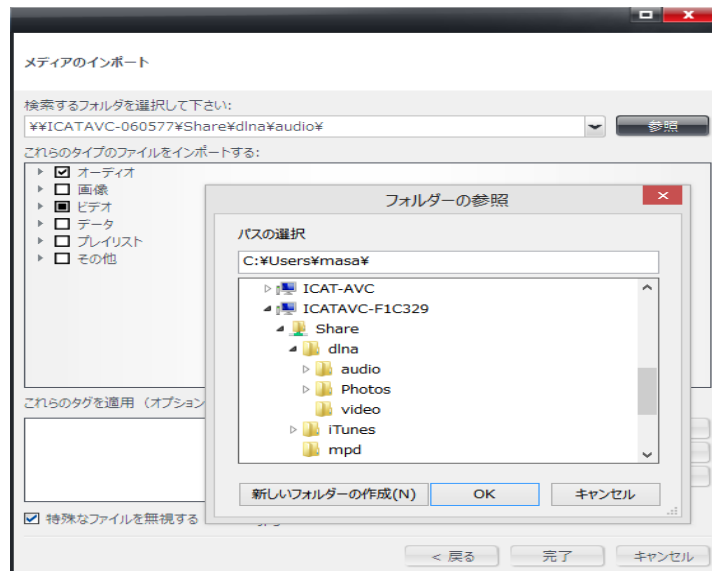 メディアのインポート
検索するフォルダを選択して下さい:
¥¥ICATAVC-060577¥Share¥dlna¥audio¥
参照
これらのタイプのファイルをインポートする:
オーディオ
画像
ビデオ
データ
プレイリスト
その他
フォルダーの参照
パスの選択
C:¥Users¥masa¥
ICAT-AVC
ICATAVC-F1C329
Share
dlna
audio
Photos
video
iTunes
mpd
新しいフォルダーの作成(N)
OK
キャンセル
これらのタグを適用 (オプション
特殊なファイルを無視する
< 戻る
完了
キャンセル